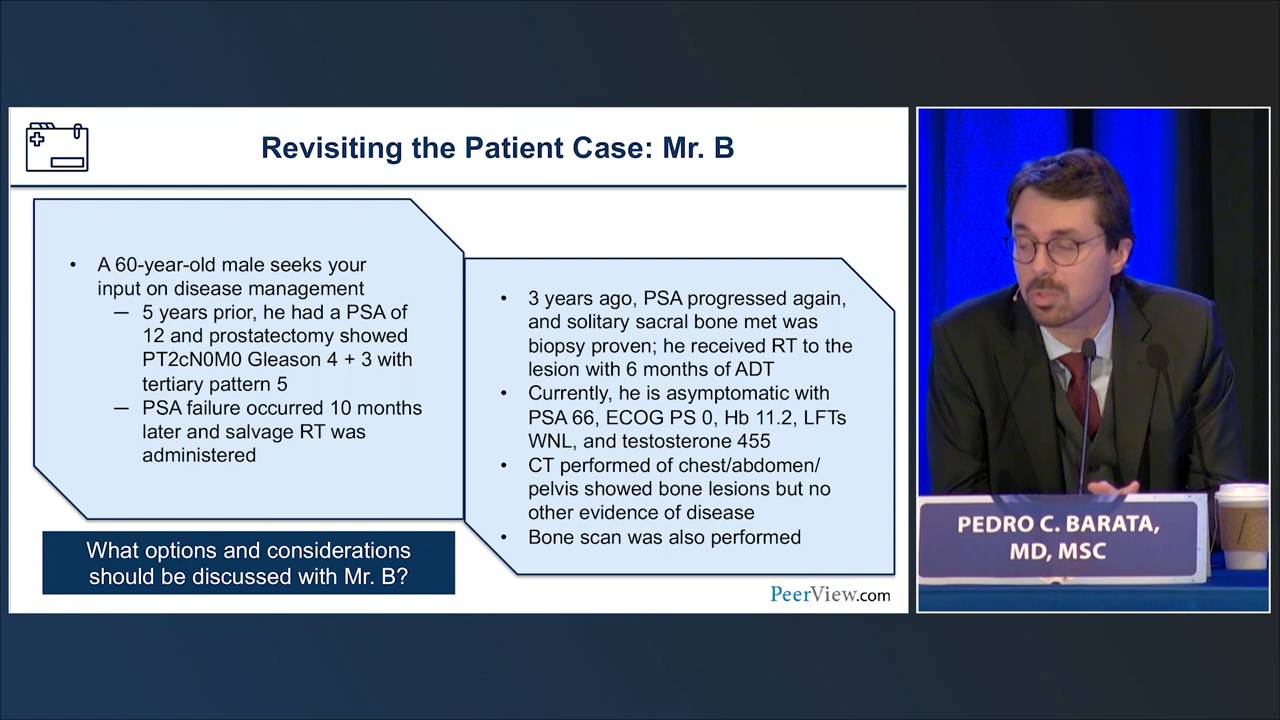 Revisiting the Patient Case: Mr. B
• A 60-year-old male seeks your
input on disease management
– 5 years prior, he had a PSA of
12 and prostatectomy showed
PT2cN0M0 Gleason 4 + 3 with
tertiary pattern 5
– PSA failure occurred 10 months
later and salvage RT was
administered
What options and considerations
should be discussed with Mr. B?
• 3 years ago, PSA progressed again,
and solitary sacral bone met was
biopsy proven; he received RT to the
lesion with 6 months of ADT
• Currently, he is asymptomatic with
PSA 66, ECOG PS 0, Hb 11.2, LFTs
WNL, and testosterone 455
• CT performed of chest/abdomen/
pelvis showed bone lesions but no
other evidence of disease
• Bone scan was also performed
PeerView.com
PEDRO C. BARATA,
MD, MSC